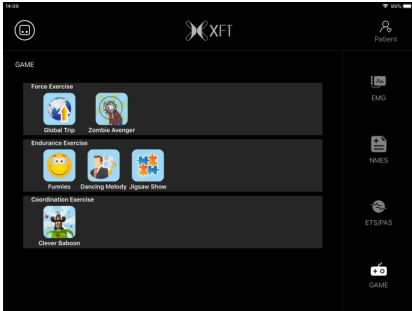 14:09
95%
XFT
Patient
GAME
Force Exercise
Global Trip Zombie Avenger
Endurance Exercise
Funnies Dancing Melody Jigsaw Show
Coordination Exercise
Clever Baboon
EMG
NMES
ETS/PAS
GAME